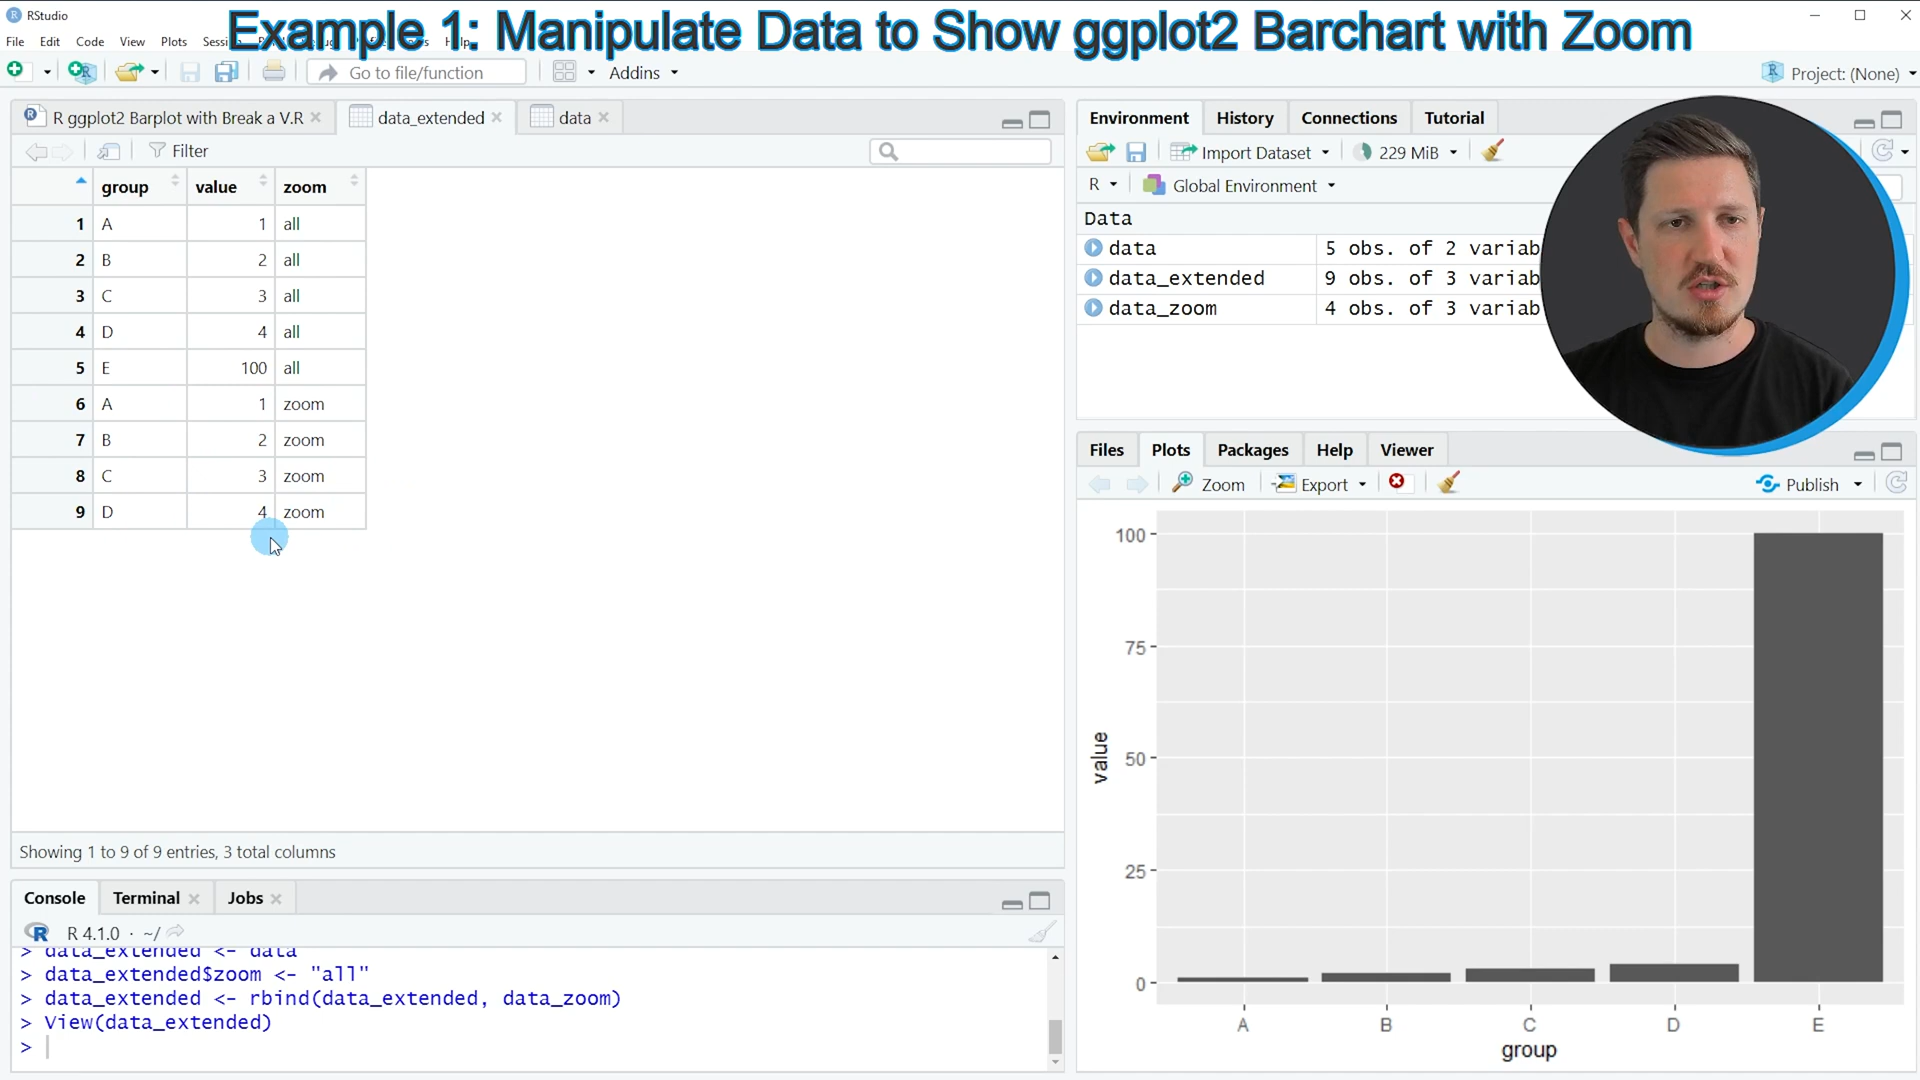 RStudio
Example 1: Manipulate Data to Show ggplot2 Barchart with Zoom
File Edit Code View Plots
Go to file/function
Addins
Project: (None)
R ggplot2 Barplot with Break a V.R
data_extended
data
Filter
group value zoom
1 A 1 all
2 B 2 all
3 C 3 all
4 D 4 all
5 E 100 all
6 A 1 zoom
7 B 2 zoom
8 C 3 zoom
9 D 4 zoom
Showing 1 to 9 of 9 entries, 3 total columns
Console Terminal Jobs
R 4.1.0 · ~/
> data_extended <- data
> data_extended$zoom <- "all"
> data_extended <- rbind(data_extended, data_zoom)
> View(data_extended)
>
Environment History Connections Tutorial
Import Dataset 229 MiB
R Global Environment
Data
data 5 obs. of 2 variab
data_extended 9 obs. of 3 variab
data_zoom 4 obs. of 3 variab
Files Plots Packages Help Viewer
Zoom Export Publish
100
75
50
25
0
value
A B C D E
group